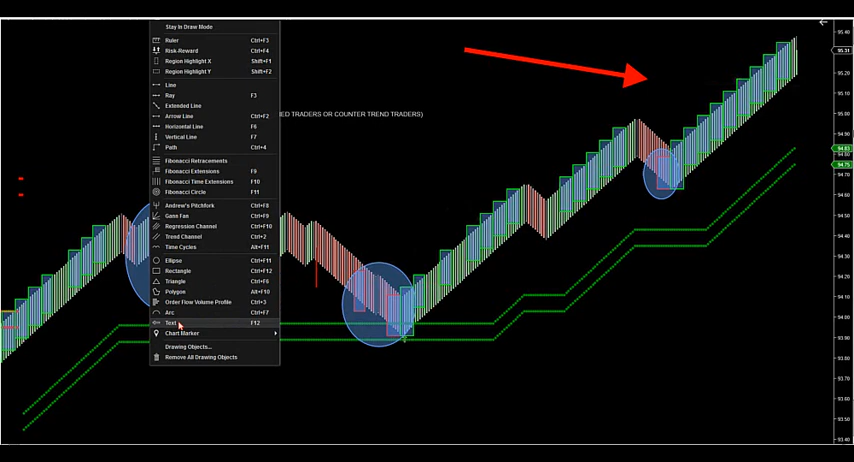 Stay In Draw Mode
Ruler Ctrl+F3
Risk-Reward Ctrl+F4
Region Highlight X Shift+F1
Region Highlight Y Shift+F2
Line
Ray F3
Extended Line
Arrow Line Ctrl+F2
Horizontal Line F6
Vertical Line F7
Path Ctrl+4
Fibonacci Retracements
Fibonacci Extensions F9
Fibonacci Time Extensions F10
Fibonacci Circle F11
Andrew's Pitchfork Ctrl+F8
Gann Fan Ctrl+F9
Regression Channel Ctrl+F10
Trend Channel Ctrl+2
Time Cycles Alt+F11
Ellipse Ctrl+F11
Rectangle Ctrl+F12
Triangle Ctrl+F6
Polygon Alt+F10
Order Flow Volume Profile Ctrl+3
Arc Ctrl+F7
Text F12
Chart Marker
Drawing Objects...
Remove All Drawing Objects
TRADERS OR COUNTER TREND TRADERS)
95.40
95.31
95.20
95.10
95.00
94.90
94.83
94.75
94.70
94.60
94.50
94.40
94.30
94.20
94.10
94.00
93.90
93.80
93.70
93.60
93.50
93.40